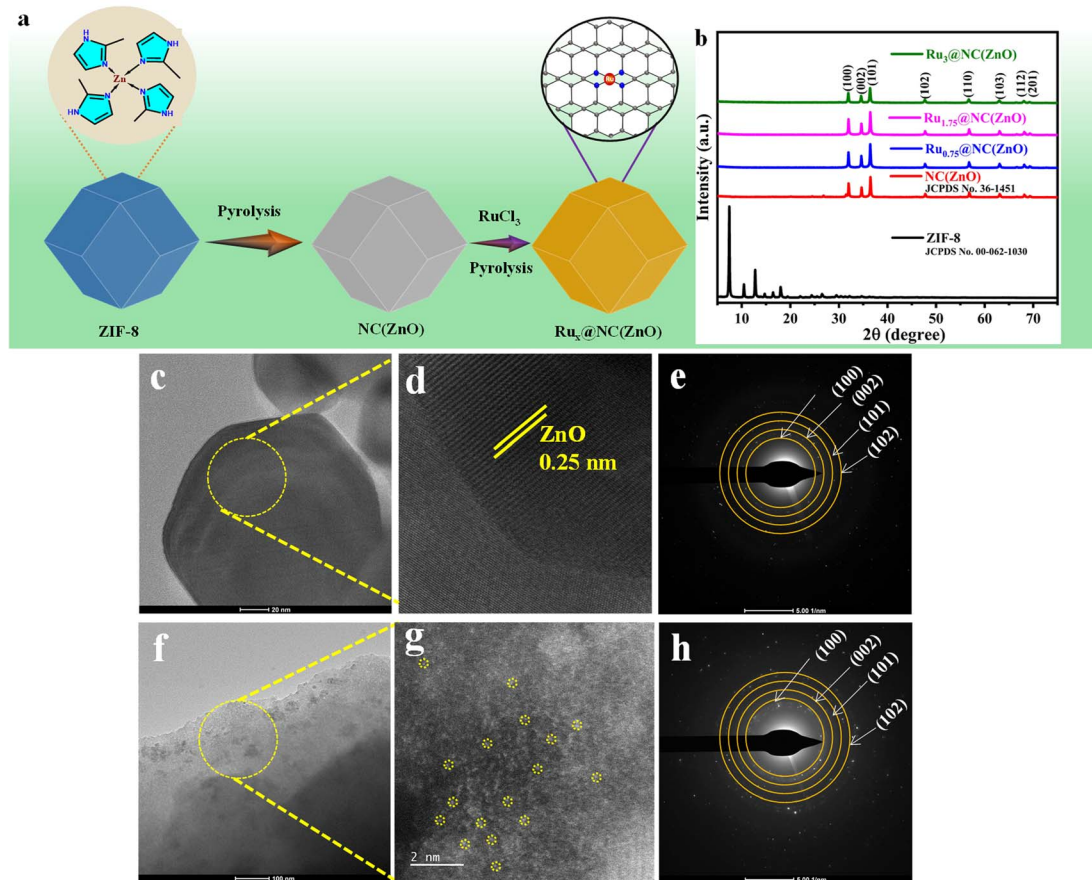 a
H
N
NH
N
N
Zn
N
N
HN
N
H
Pyrolysis
RuCl3
Pyrolysis
Ru
ZIF-8
NC(ZnO)
Ruₓ@NC(ZnO)
b
Intensity (a.u.)
Ru₃@NC(ZnO)
(100)
(002)
(101)
(102)
(110)
(103)
(112)
(201)
Ru₁.₇₅@NC(ZnO)
Ru₀.₇₅@NC(ZnO)
NC(ZnO)
JCPDS No. 36-1451
ZIF-8
JCPDS No. 00-062-1030
10 20 30 40 50 60 70
2θ (degree)
c
20 nm
d
ZnO
0.25 nm
e
(100)
(002)
(101)
(102)
5.00 1/nm
f
100 nm
g
2 nm
h
(100)
(002)
(101)
(102)
5.00 1/nm